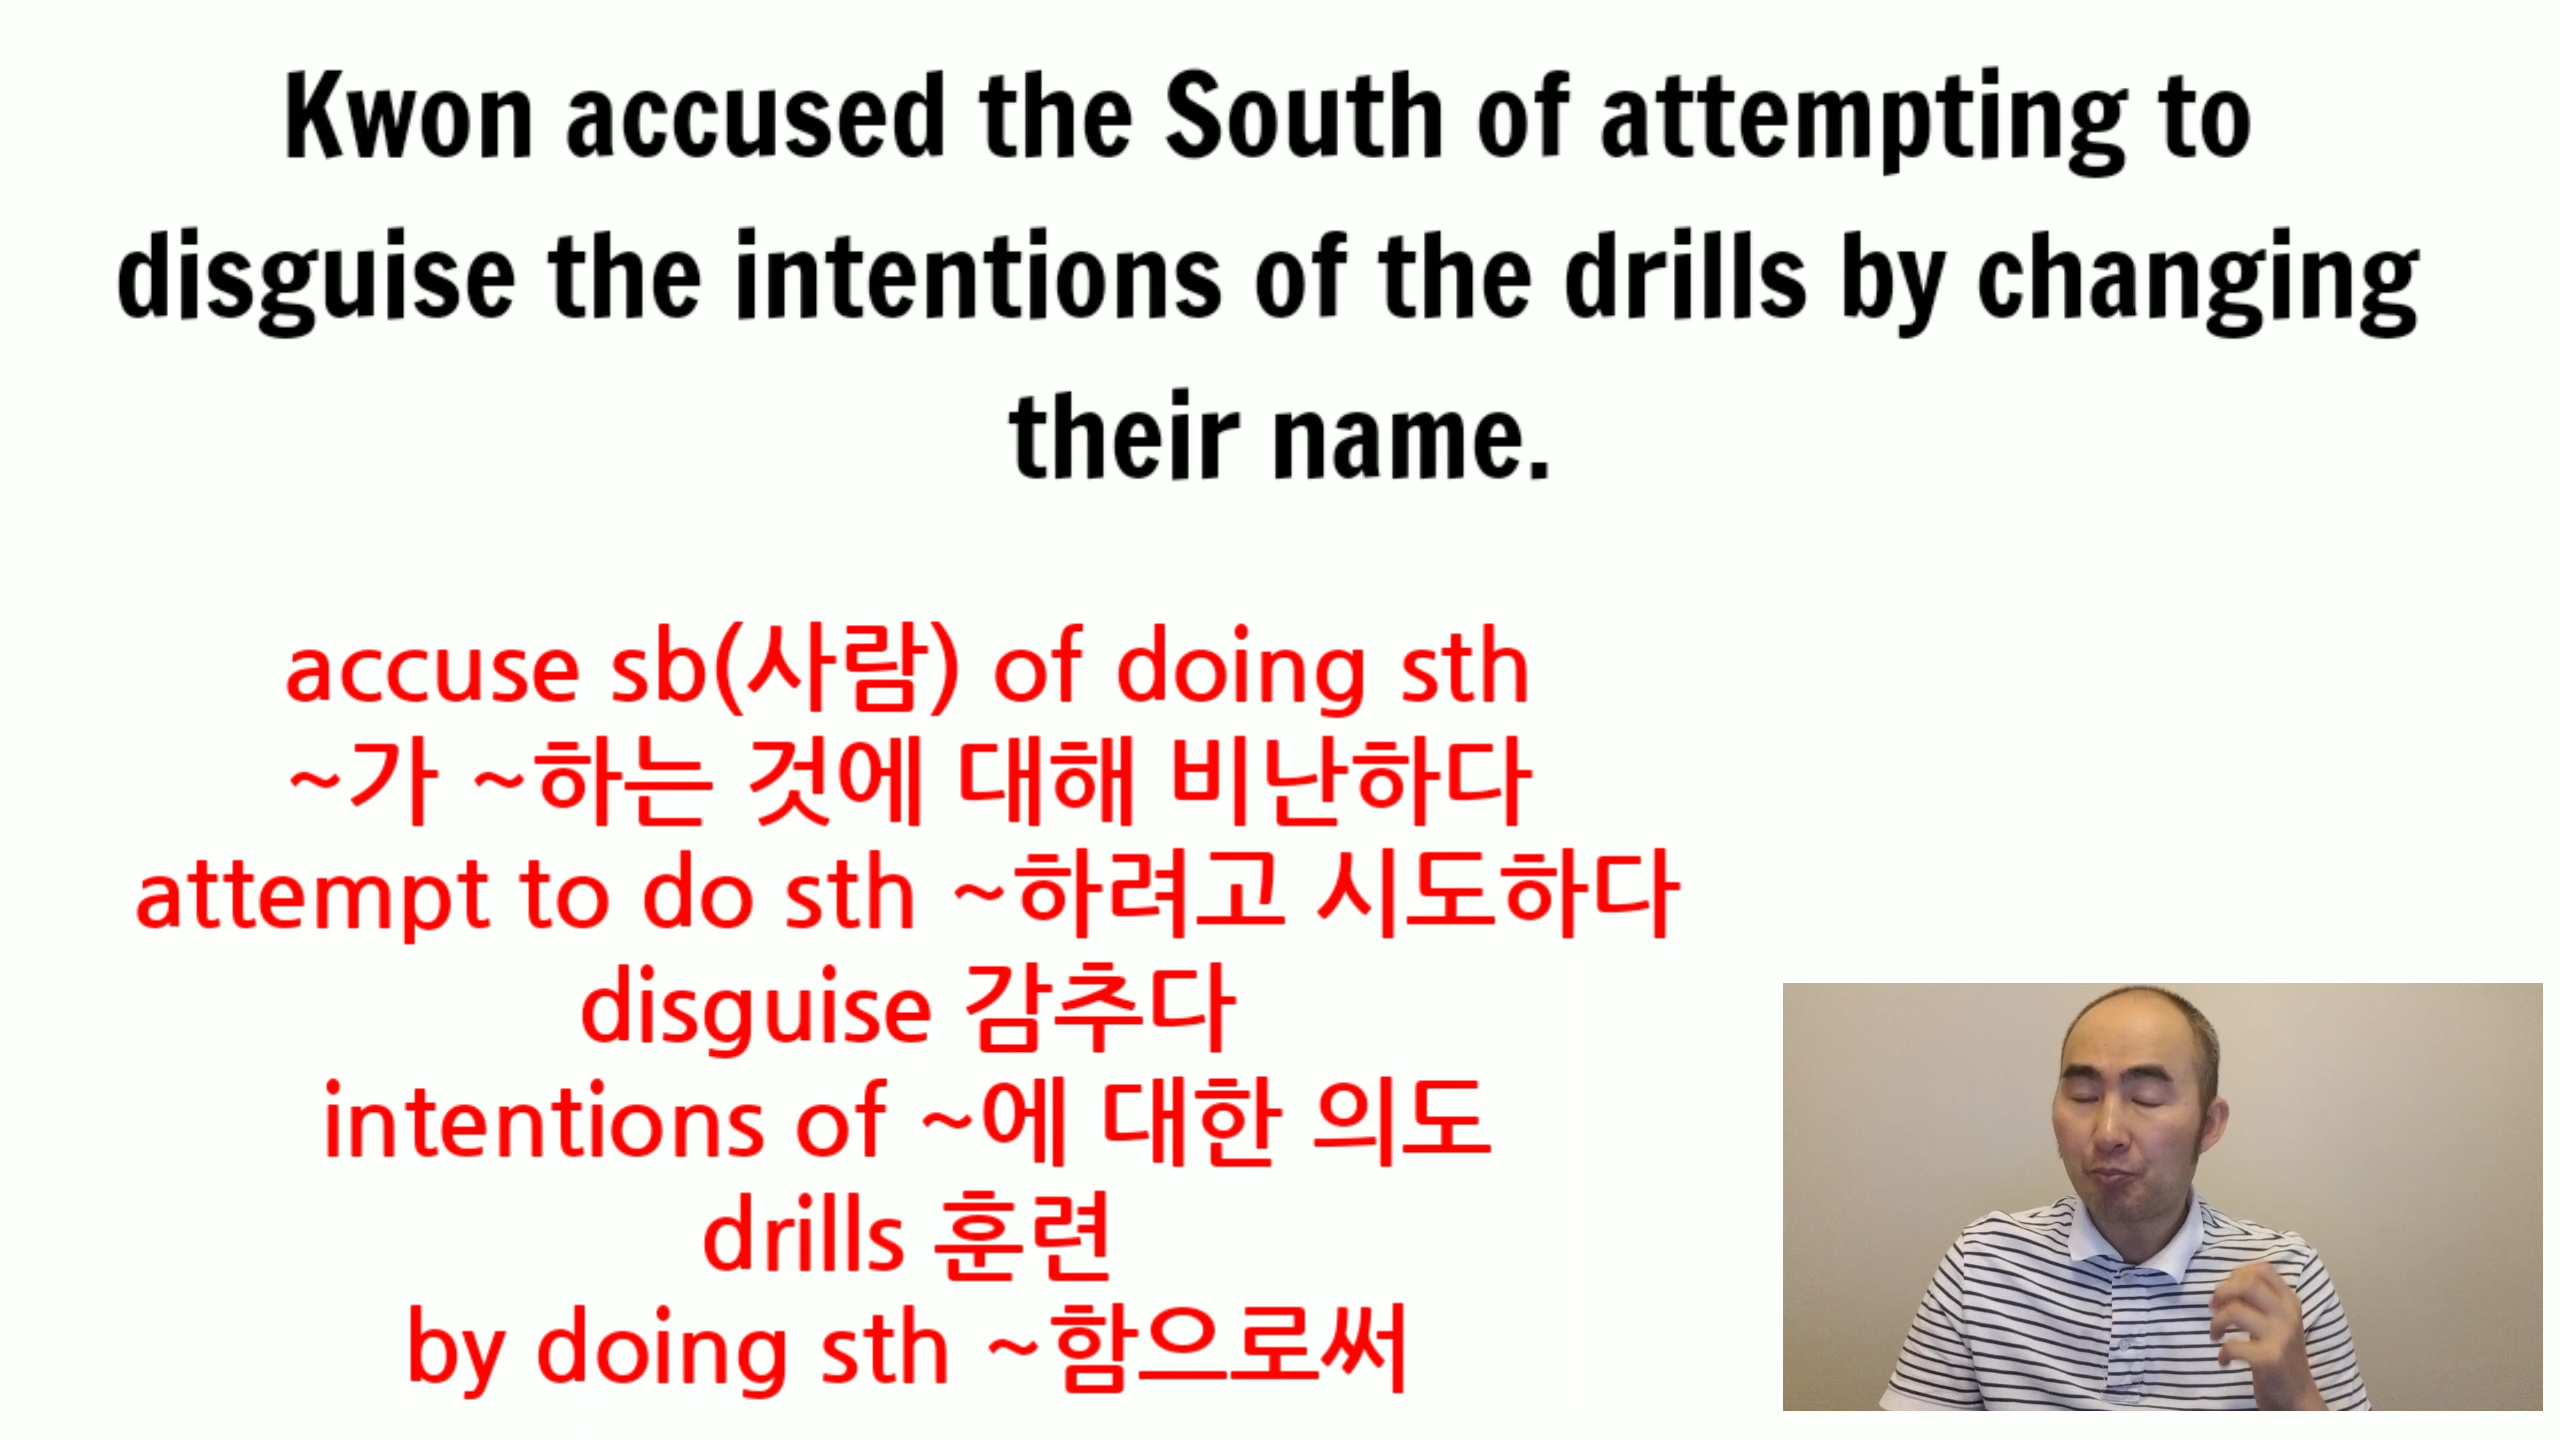 Kwon accused the South of attempting to
disguise the intentions of the drills by changing
their name.
accuse sb(사람) of doing sth
~가 ~하는 것에 대해 비난하다
attempt to do sth ~하려고 시도하다
disguise 감추다
intentions of ~에 대한 의도
drills 훈련
by doing sth ~함으로써